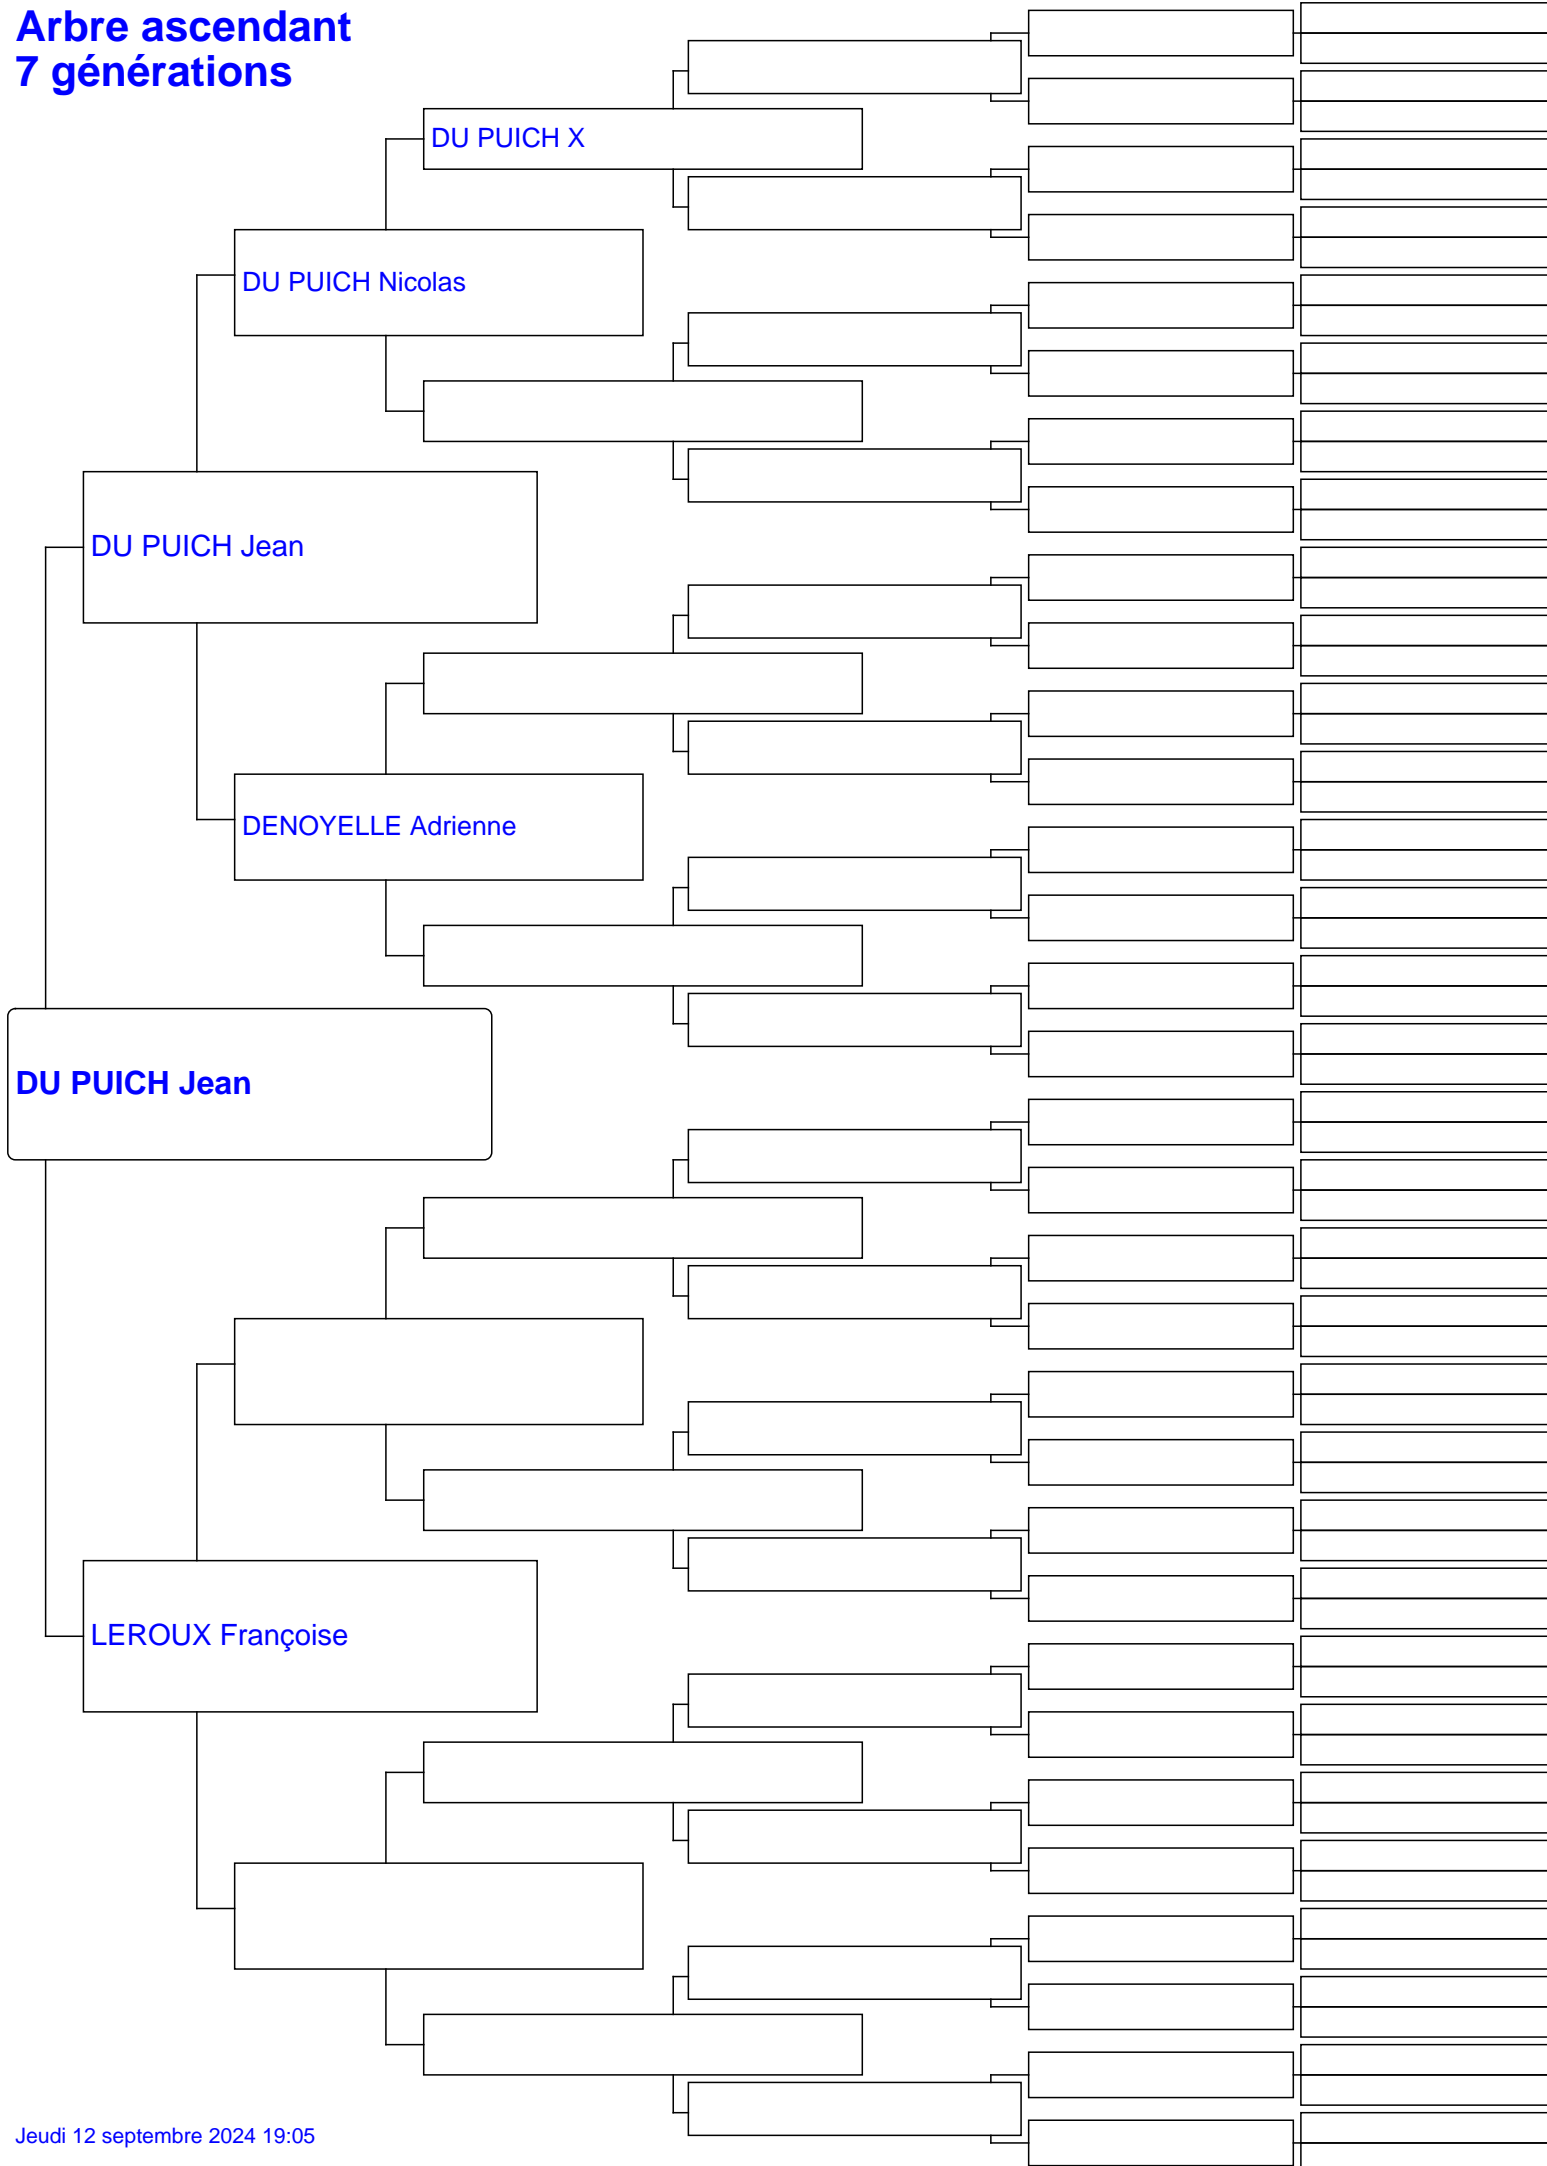 Arbre ascendant
7 générations
DU PUICH X
DU PUICH Nicolas
DU PUICH Jean
DENOYELLE Adrienne
DU PUICH Jean
LEROUX Françoise
Jeudi 12 septembre 2024 19:05